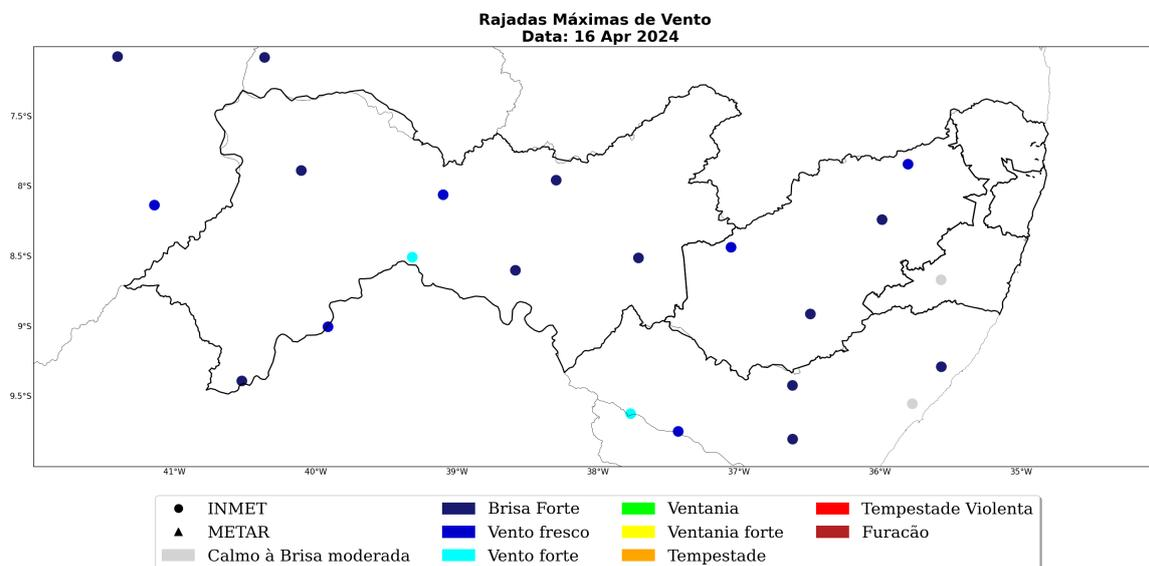 Rajadas Máximas de Vento
Data: 16 Apr 2024
7.5°S
8°S
8.5°S
9°S
9.5°S
41°W 40°W 39°W 38°W 37°W 36°W 35°W
INMET Brisa Forte Ventania Tempestade Violenta
METAR Vento fresco Ventania forte Furacão
Calmo à Brisa moderada Vento forte Tempestade